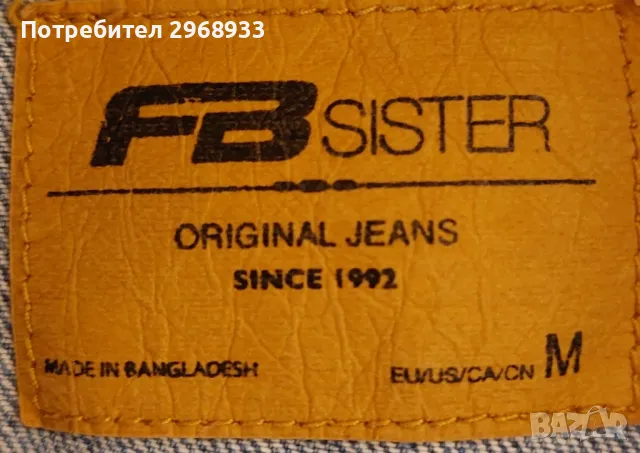 Потребител 2968933
FB SISTER
ORIGINAL JEANS
SINCE 1992
MADE IN BANGLADESH
EU/US/CA/CN M
BAZAR